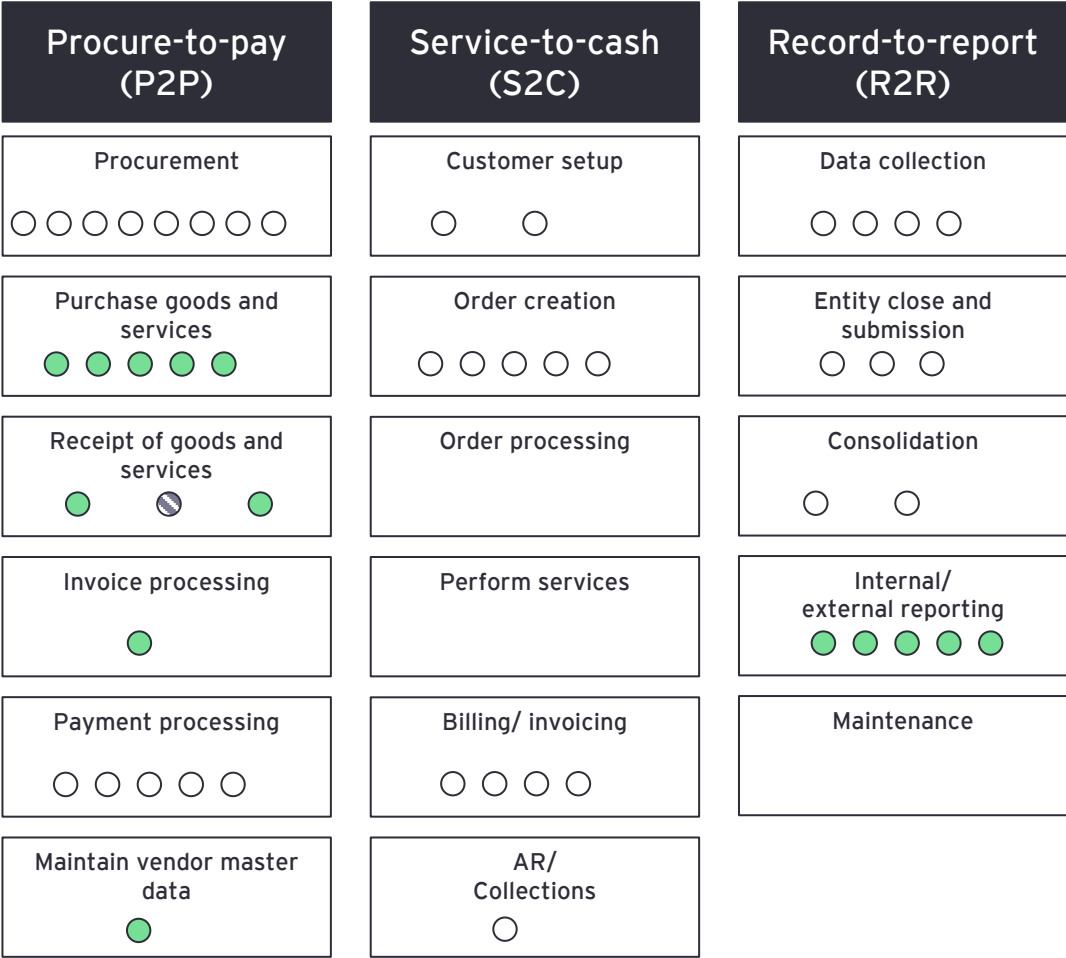 Procure-to-pay
(P2P)
Procurement
Purchase goods and
services
Receipt of goods and
services
Invoice processing
Payment processing
Maintain vendor master
data
Service-to-cash
(S2C)
Customer setup
Order creation
Order processing
Perform services
Billing/ invoicing
AR/
Collections
Record-to-report
(R2R)
Data collection
Entity close and
submission
Consolidation
Internal/
external reporting
Maintenance